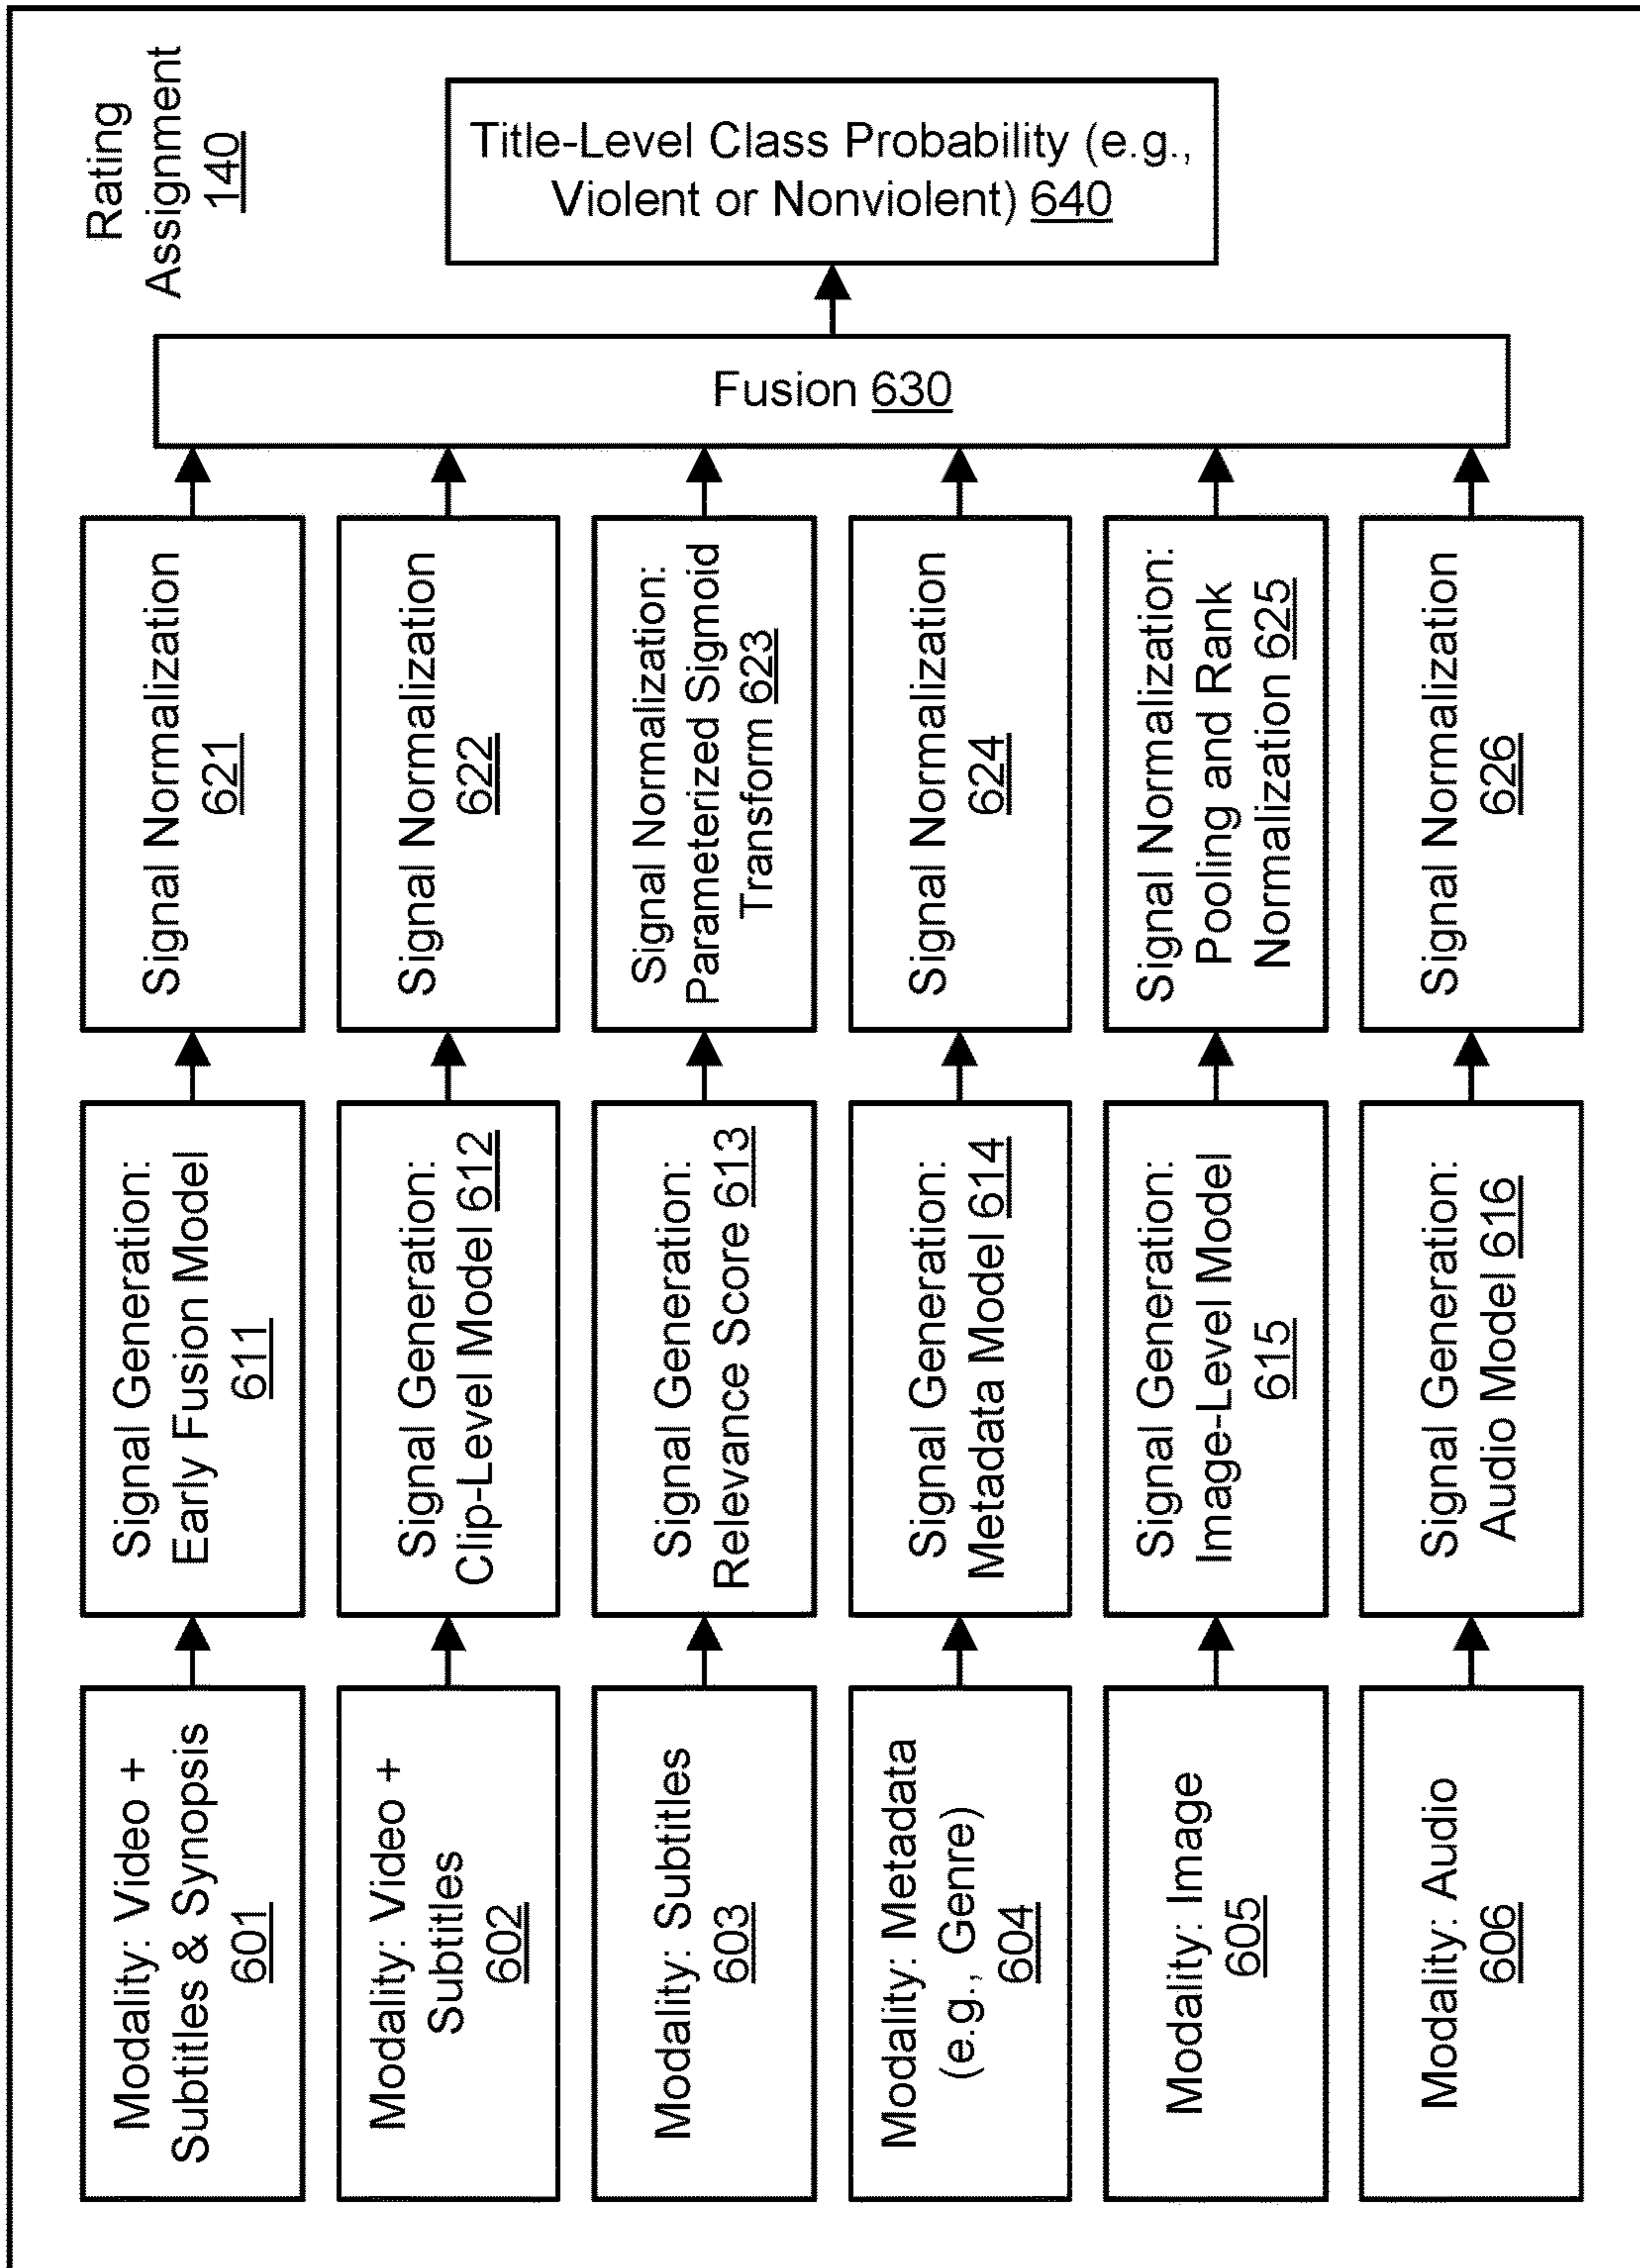 Rating
Assignment
140
Modality: Video +
Subtitles & Synopsis
601
Signal Generation:
Early Fusion Model
611
Signal Normalization
621
Modality: Video +
Subtitles
602
Signal Generation:
Clip-Level Model 612
Signal Normalization
622
Modality: Subtitles
603
Signal Generation:
Relevance Score 613
Signal Normalization:
Parameterized Sigmoid
Transform 623
Modality: Metadata
(e.g., Genre)
604
Signal Generation:
Metadata Model 614
Signal Normalization
624
Modality: Image
605
Signal Generation:
Image-Level Model
615
Signal Normalization:
Pooling and Rank
Normalization 625
Modality: Audio
606
Signal Generation:
Audio Model 616
Signal Normalization
626
Fusion 630
Title-Level Class Probability (e.g.,
Violent or Nonviolent) 640